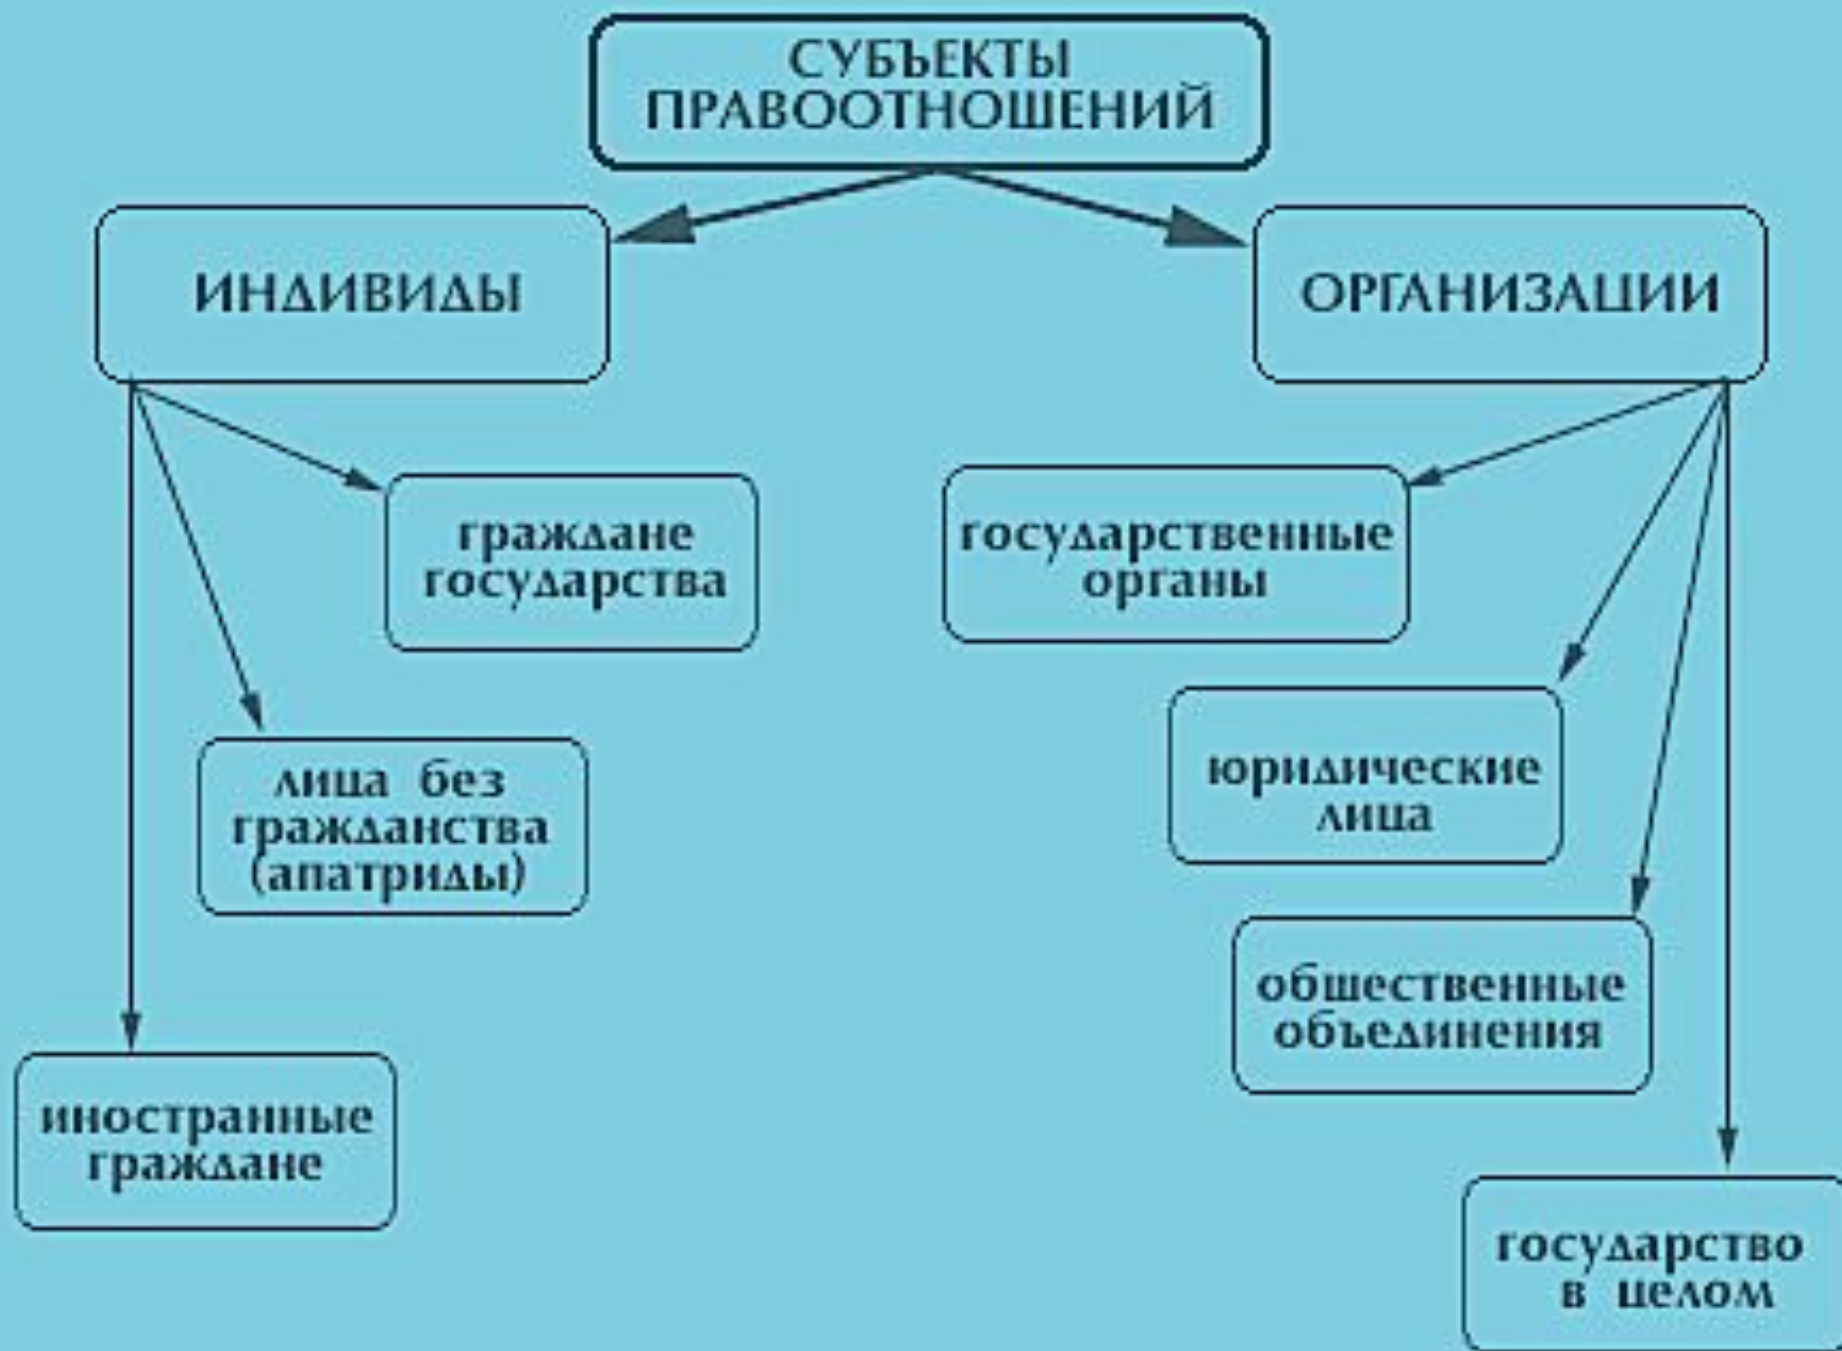 СУБЪЕКТЫ
ПРАВООТНОШЕНИЙ
ИНДИВИДЫ
ОРГАНИЗАЦИИ
граждане
государства
государственные
органы
лица без
гражданства
(апатриды)
юридические
лица
общественные
объединения
иностранные
граждане
государство
в целом